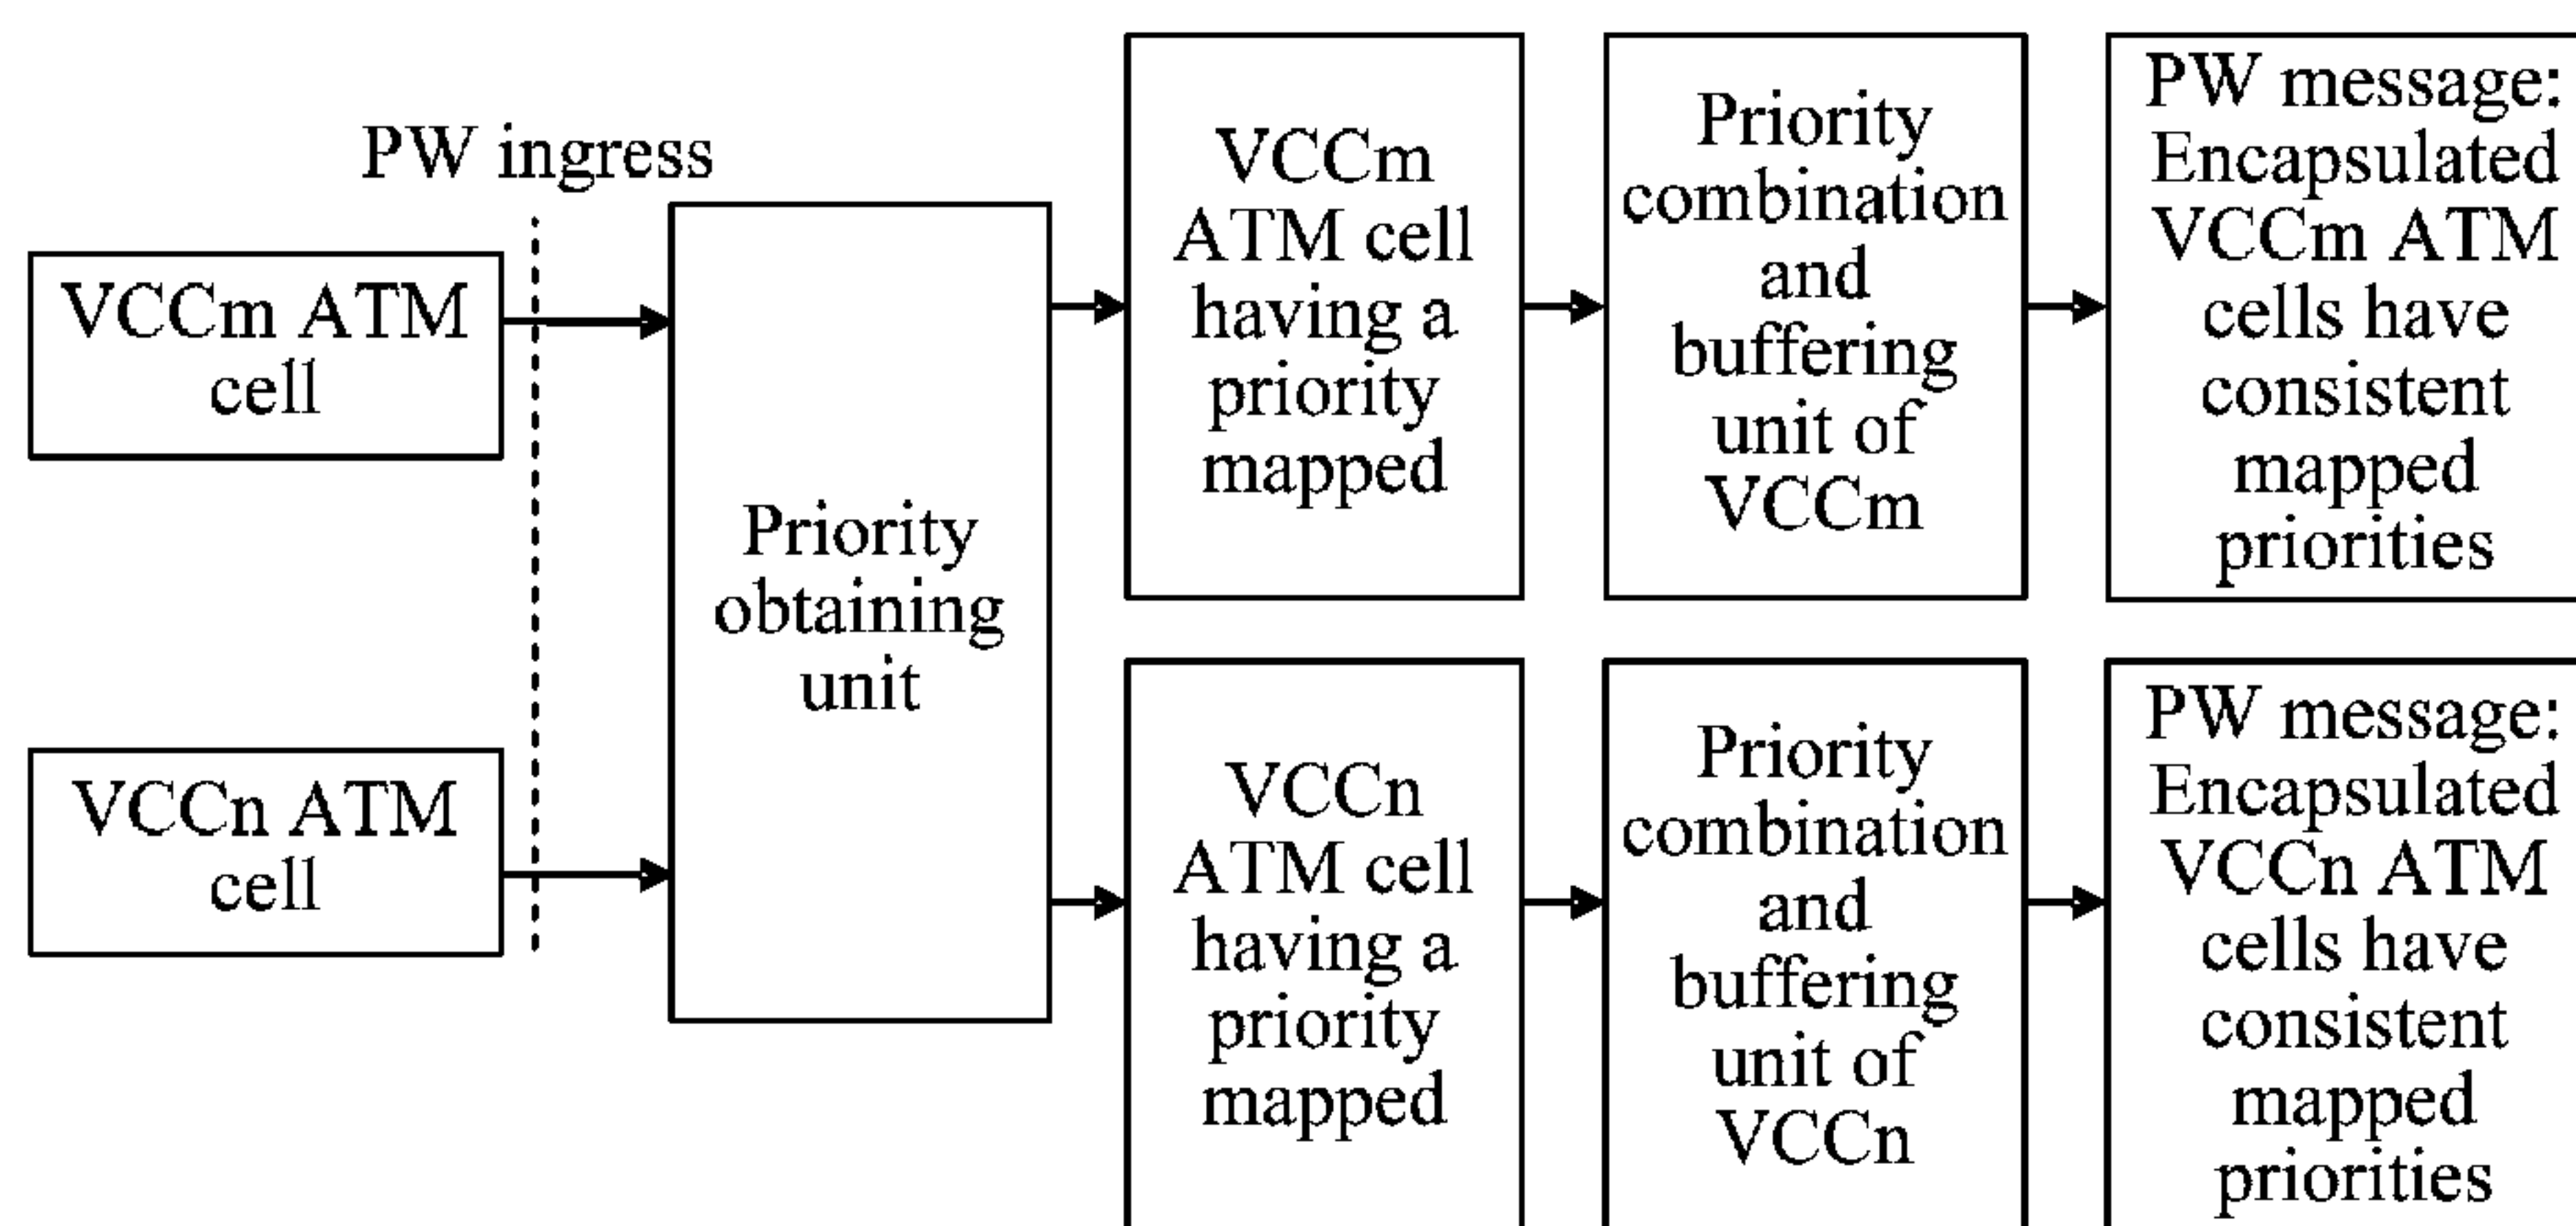 PW ingress
VCCm ATM
cell
VCCn ATM
cell
Priority
obtaining
unit
VCCm
ATM cell
having a
priority
mapped
Priority
combination
and
buffering
unit of
VCCm
PW message:
Encapsulated
VCCm ATM
cells have
consistent
mapped
priorities
VCCn
ATM cell
having a
priority
mapped
Priority
combination
and
buffering
unit of
VCCn
PW message:
Encapsulated
VCCn ATM
cells have
consistent
mapped
priorities